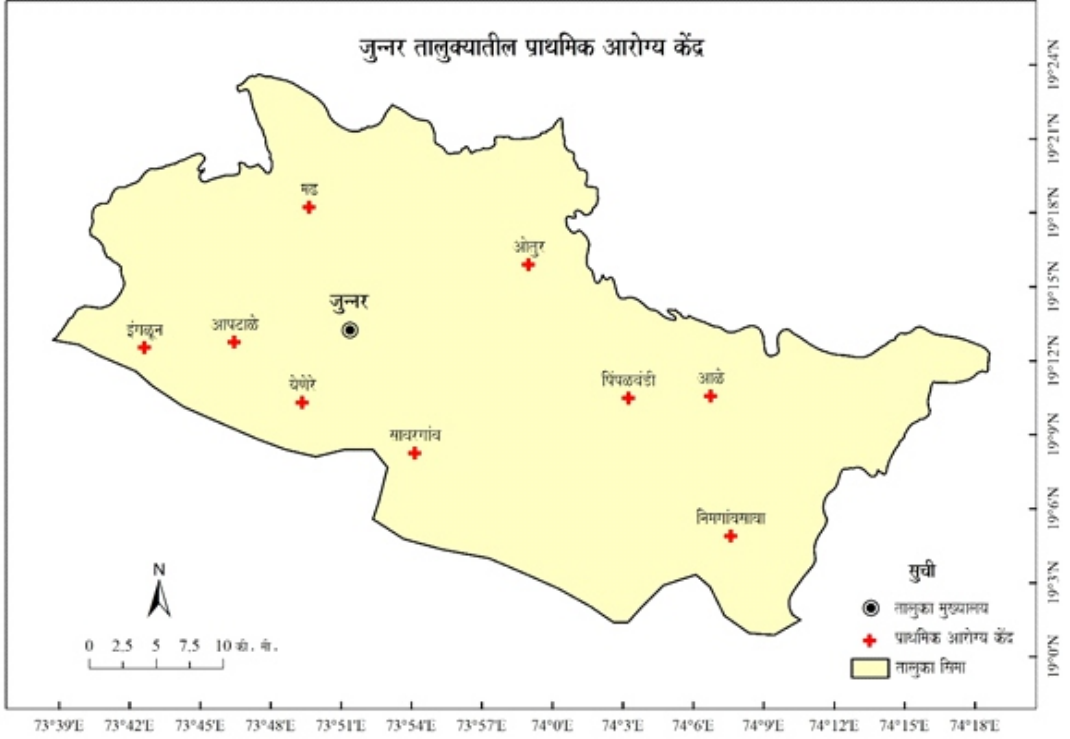 जुन्नर तालुक्यातील प्राथमिक आरोग्य केंद्र
मढ
ओतुर
जुन्नर
इंगळून
आपटाळे
येणेरे
पिंपळवंडी
आळे
सावरगांव
निमगांवसावा
N
0 2.5 5 7.5 10 की. मी.
सुची
तालुका मुख्यालय
प्राथमिक आरोग्य केंद्र
तालुका सिमा
19°24'N
19°21'N
19°18'N
19°15'N
19°12'N
19°9'N
19°6'N
19°3'N
19°0'N
73°39'E 73°42'E 73°45'E 73°48'E 73°51'E 73°54'E 73°57'E 74°0'E 74°3'E 74°6'E 74°9'E 74°12'E 74°15'E 74°18'E